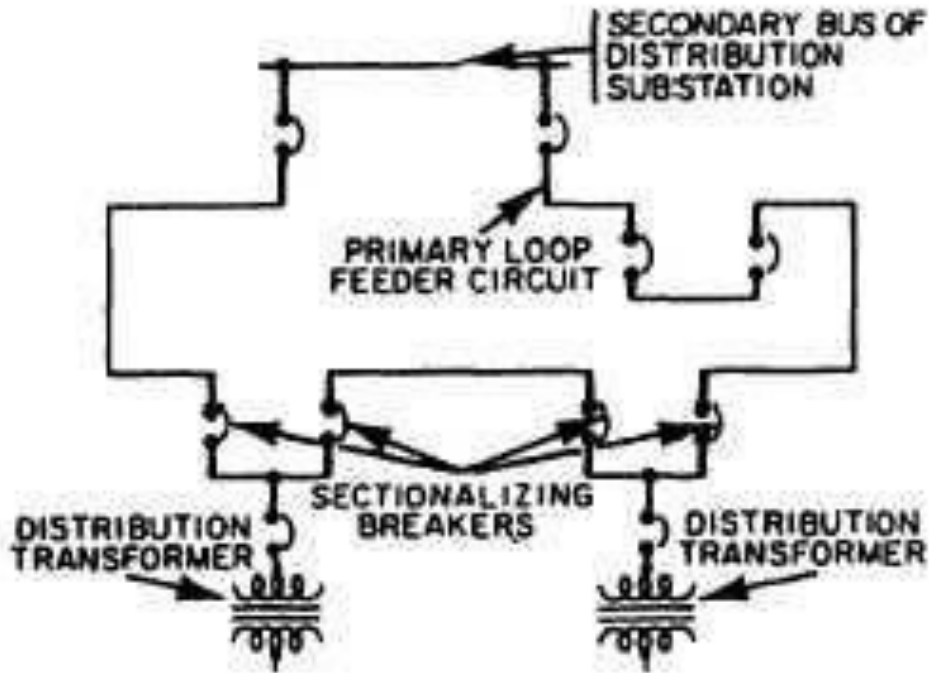 SECONDARY BUS OF
DISTRIBUTION
SUBSTATION
PRIMARY LOOP
FEEDER CIRCUIT
SECTIONALIZING
BREAKERS
DISTRIBUTION
TRANSFORMER
DISTRIBUTION
TRANSFORMER